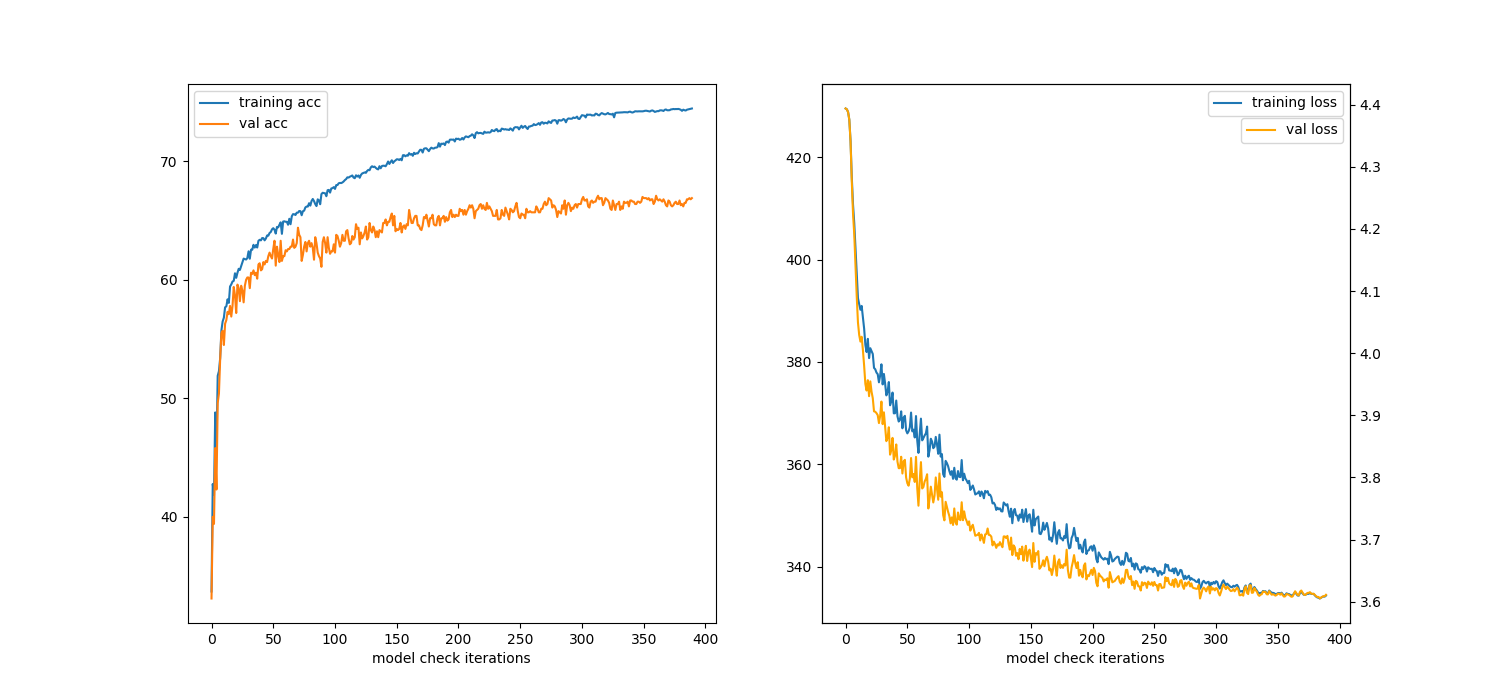 training acc
val acc
70
60
50
40
0 50 100 150 200 250 300 350 400
model check iterations
training loss
val loss
420
400
380
360
340
4.4
4.3
4.2
4.1
4.0
3.9
3.8
3.7
3.6
0 50 100 150 200 250 300 350 400
model check iterations